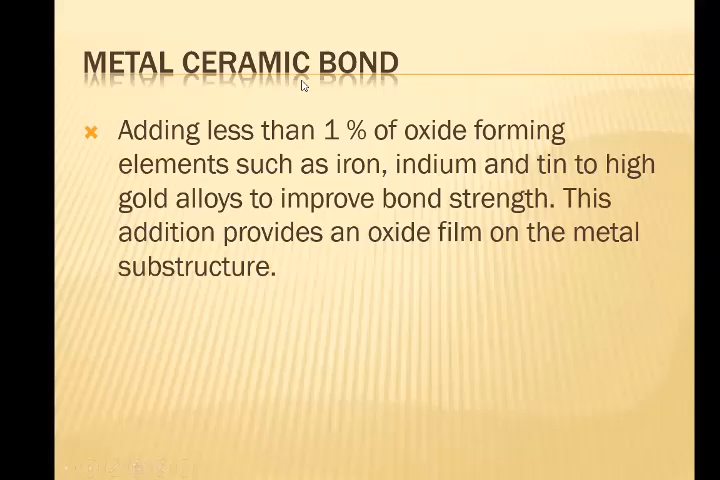 METAL CERAMIC BOND
Adding less than 1 % of oxide forming
elements such as iron, indium and tin to high
gold alloys to improve bond strength. This
addition provides an oxide film on the metal
substructure.